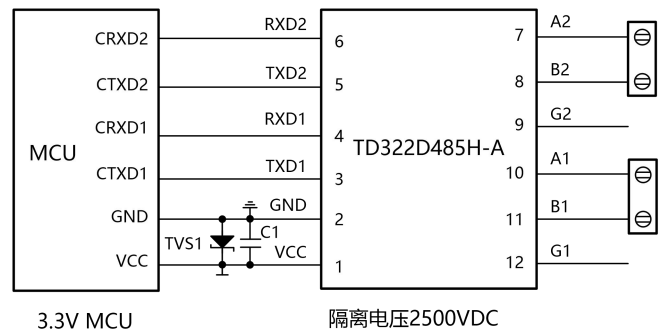 CRXD2
CTXD2
CRXD1
MCU
CTXD1
GND
VCC
RXD2
TXD2
RXD1
TXD1
GND
TVS1
C1
VCC
6
5
4
3
2
1
TD322D485H-A
7
8
9
10
11
12
A2
B2
G2
A1
B1
G1
3.3V MCU
隔离电压2500VDC